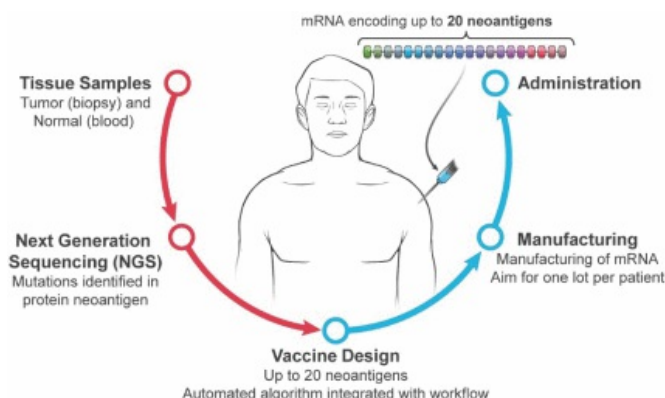 mRNA encoding up to 20 neoantigens
Tissue Samples
Tumor (biopsy) and
Normal (blood)
Administration
Next Generation
Sequencing (NGS)
Mutations identified in
protein neoantigen
Manufacturing
Manufacturing of mRNA
Aim for one lot per patient
Vaccine Design
Up to 20 neoantigens
Automated algorithm integrated with workflow